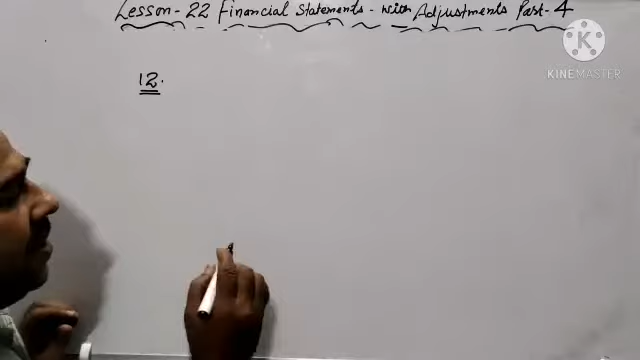 Lesson - 22 Financial Statements - with Adjustments Part - 4
12.
K
KINEMASTER